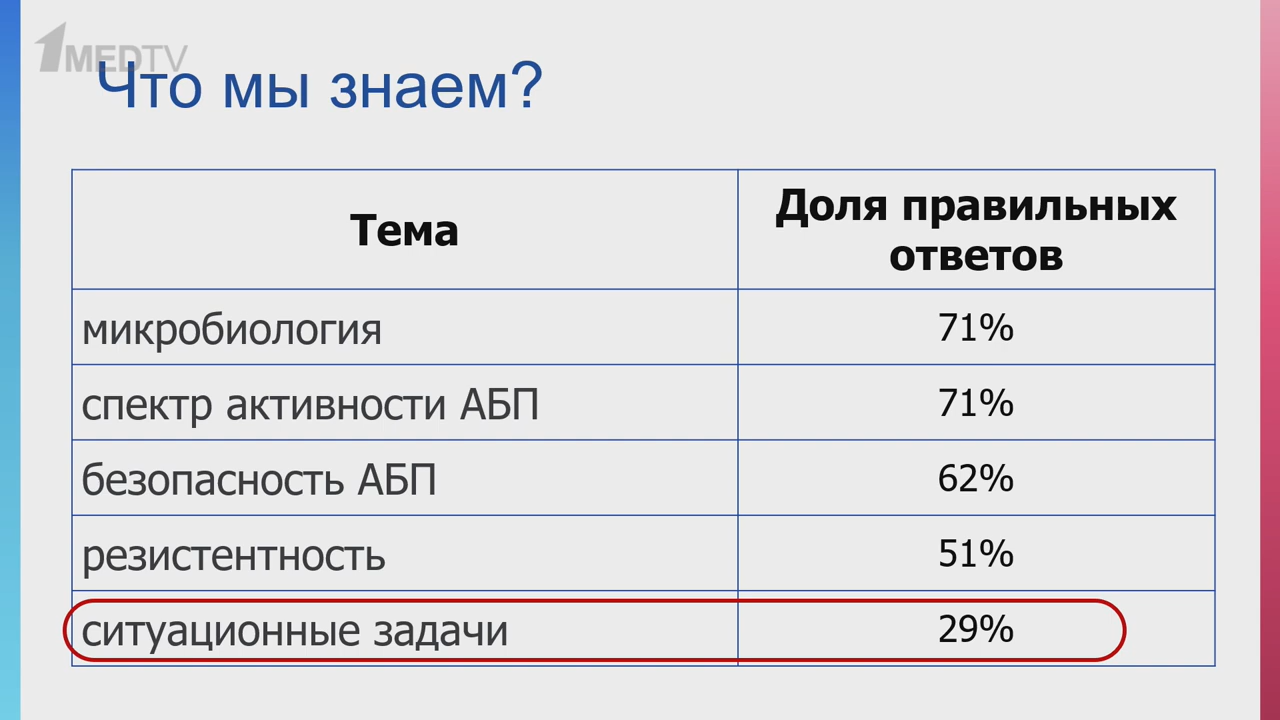 1MEDTV
Что мы знаем?
Тема
Доля правильных
ответов
микробиология 71%
спектр активности АБП 71%
безопасность АБП 62%
резистентность 51%
ситуационные задачи 29%